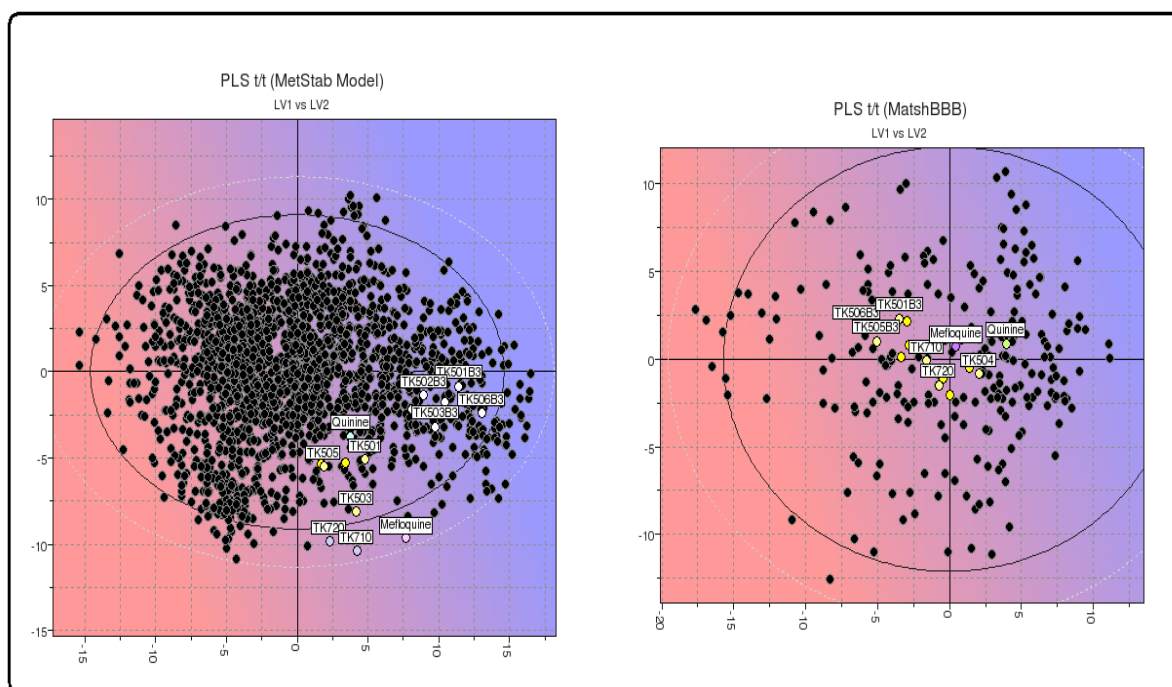 PLS t/t (MetStab Model)
LV1 vs LV2
10
5
0
-5
-10
-15
-15
-10
-5
0
5
10
15
TK501B3
TK502B3
TK506B3
TK503B3
Quinine
TK501
TK505
TK503
TK720
Mefloquine
TK710
PLS t/t (MatshBBB)
LV1 vs LV2
10
5
0
-5
-10
-20
-15
-10
-5
0
5
10
TK501B3
TK506B3
TK505B3
Mefloquine
Quinine
TK710
TK504
TK720